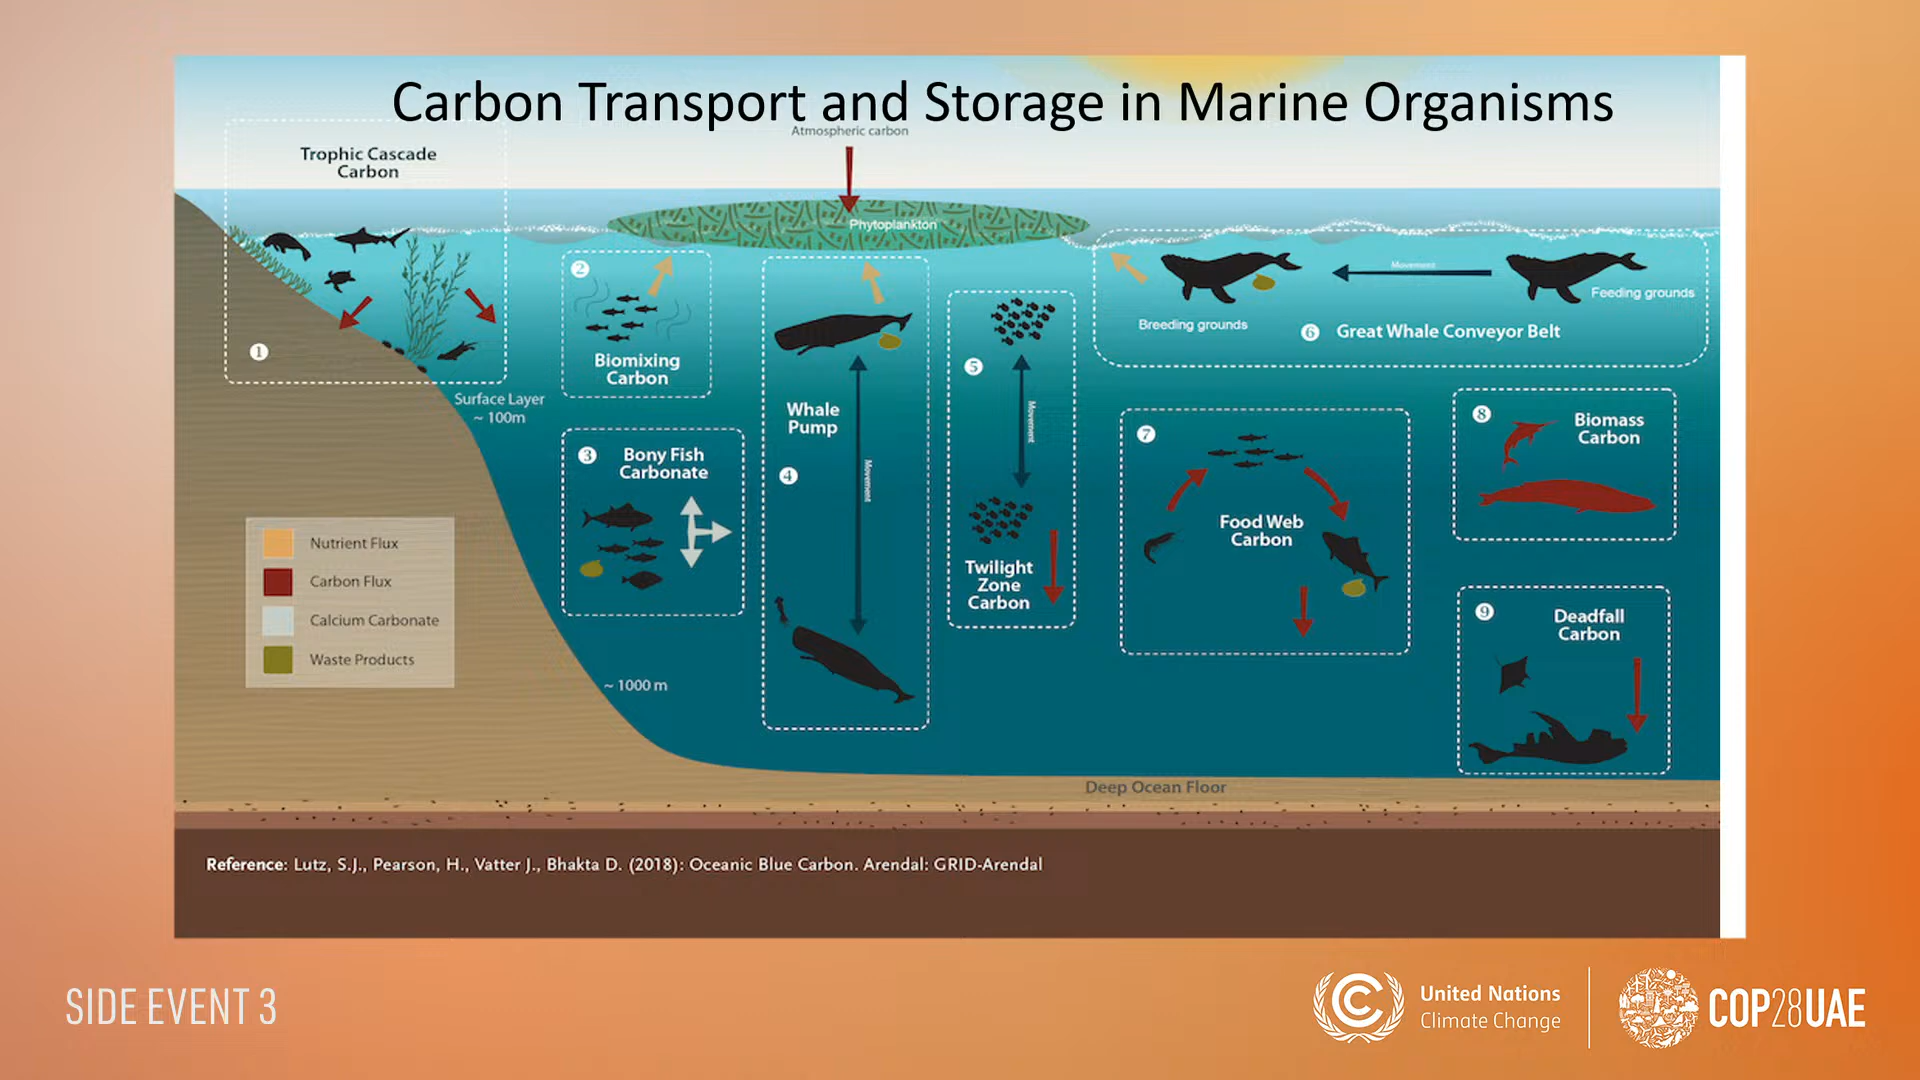 Carbon Transport and Storage in Marine Organisms
Atmospheric carbon
Trophic Cascade
Carbon
1
Phytoplankton
2
Biomixing
Carbon
Surface Layer
~ 100m
3
Bony Fish
Carbonate
Whale
Pump
4
Movement
5
Movement
Twilight
Zone
Carbon
Movement
Feeding grounds
Breeding grounds
6 Great Whale Conveyor Belt
7
Food Web
Carbon
8
Biomass
Carbon
9
Deadfall
Carbon
Nutrient Flux
Carbon Flux
Calcium Carbonate
Waste Products
~ 1000 m
Deep Ocean Floor
Reference: Lutz, S.J., Pearson, H., Vatter J., Bhakta D. (2018): Oceanic Blue Carbon. Arendal: GRID-Arendal
SIDE EVENT 3
United Nations
Climate Change
COP28UAE